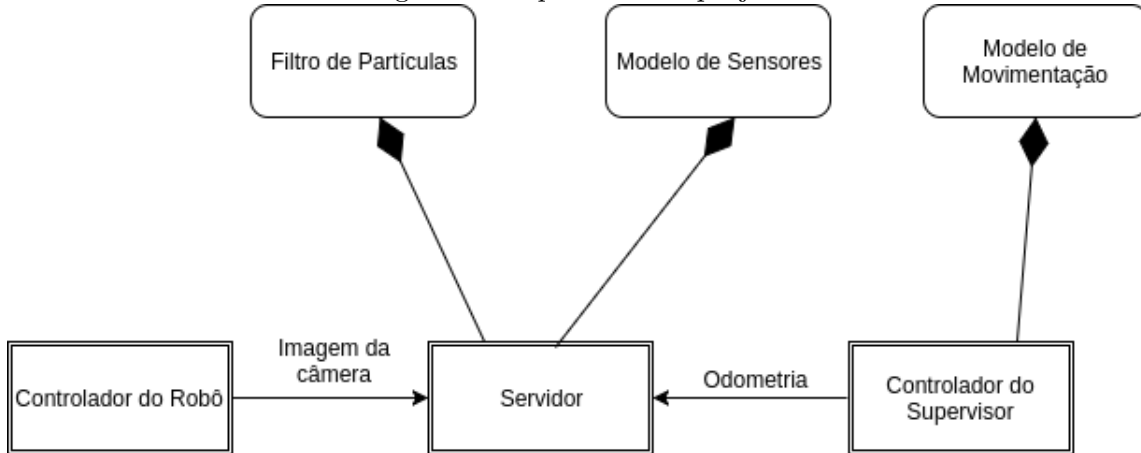 Filtro de Partículas
Modelo de Sensores
Modelo de
Movimentação
Imagem da
câmera
Controlador do Robô
Servidor
Odometria
Controlador do
Supervisor